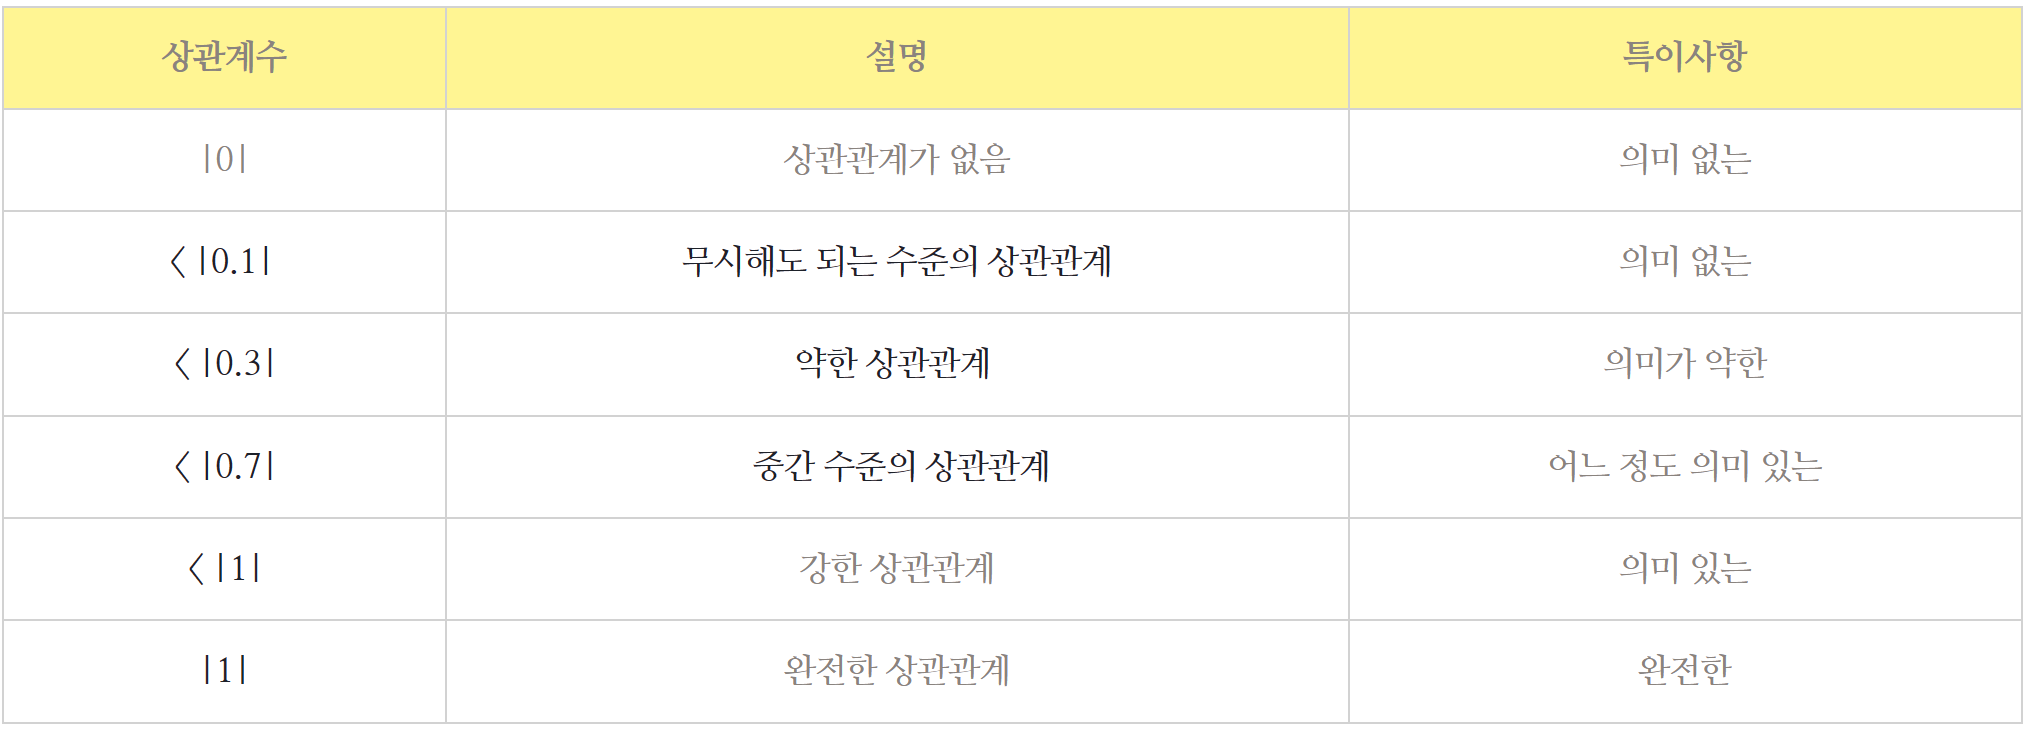 상관계수 설명 특이사항
|0| 상관관계가 없음 의미 없는
< |0.1| 무시해도 되는 수준의 상관관계 의미 없는
< |0.3| 약한 상관관계 의미가 약한
< |0.7| 중간 수준의 상관관계 어느 정도 의미 있는
< |1| 강한 상관관계 의미 있는
|1| 완전한 상관관계 완전한